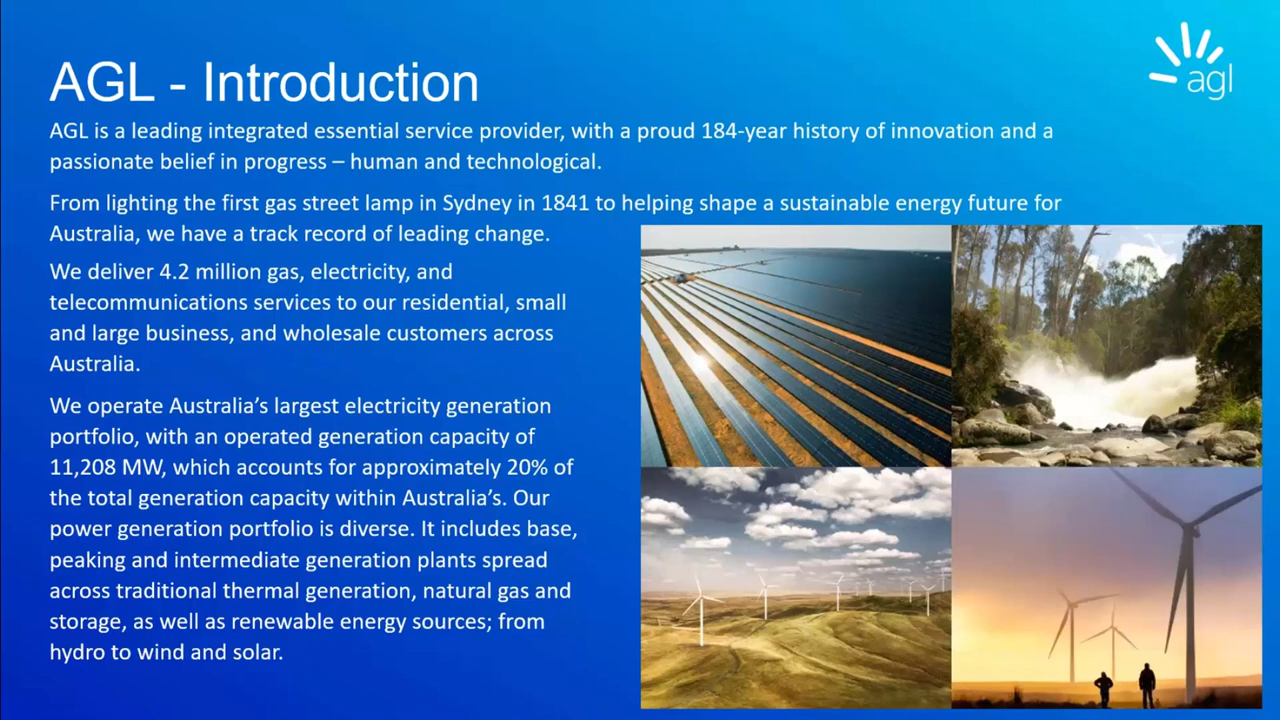 AGL - Introduction
agl
AGL is a leading integrated essential service provider, with a proud 184-year history of innovation and a
passionate belief in progress – human and technological.
From lighting the first gas street lamp in Sydney in 1841 to helping shape a sustainable energy future for
Australia, we have a track record of leading change.
We deliver 4.2 million gas, electricity, and
telecommunications services to our residential, small
and large business, and wholesale customers across
Australia.
We operate Australia’s largest electricity generation
portfolio, with an operated generation capacity of
11,208 MW, which accounts for approximately 20% of
the total generation capacity within Australia’s. Our
power generation portfolio is diverse. It includes base,
peaking and intermediate generation plants spread
across traditional thermal generation, natural gas and
storage, as well as renewable energy sources; from
hydro to wind and solar.